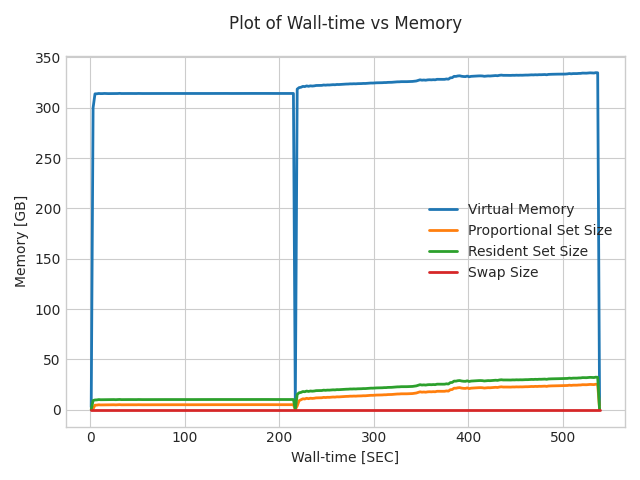 Plot of Wall-time vs Memory
350
300
250
200
150
100
50
0
Memory [GB]
Virtual Memory
Proportional Set Size
Resident Set Size
Swap Size
0 100 200 300 400 500
Wall-time [SEC]